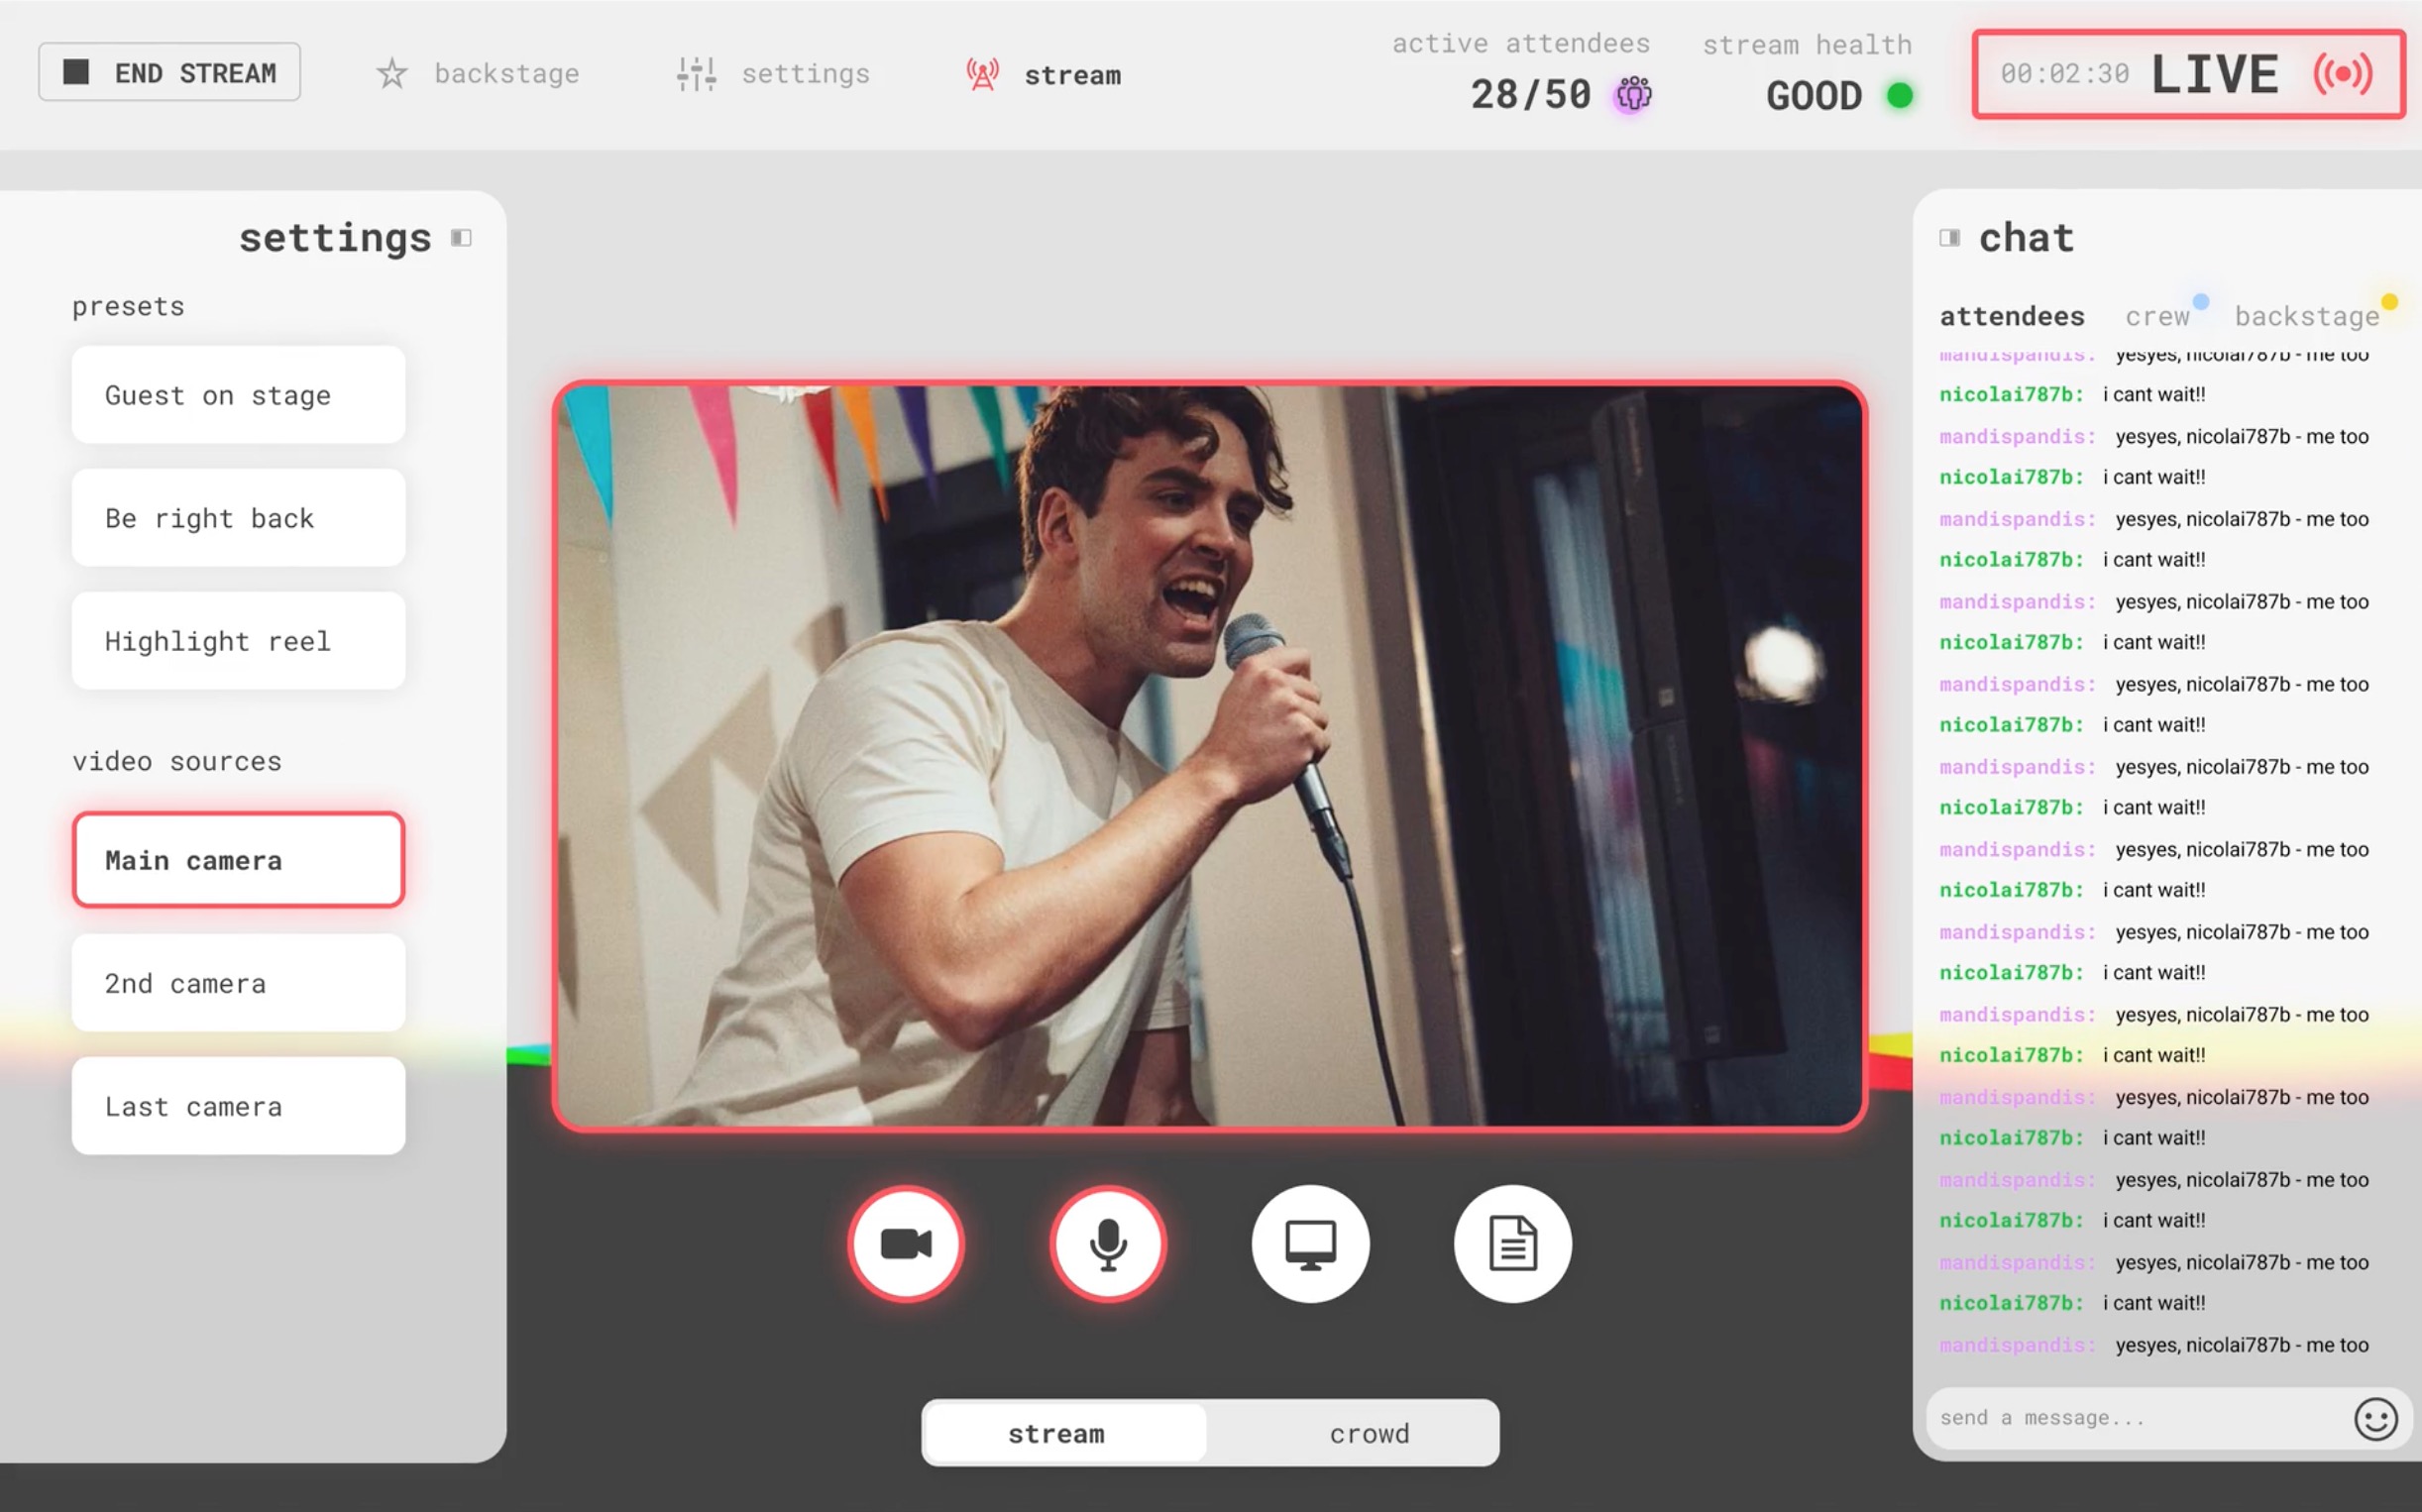 END STREAM
backstage
settings
stream
active attendees
28/50
stream health
GOOD
00:02:30 LIVE
settings
presets
Guest on stage
Be right back
Highlight reel
video sources
Main camera
2nd camera
Last camera
stream
crowd
chat
attendees crew backstage
mandispandis: yesyes, nicolai787b - me too
nicolai787b: i cant wait!!
mandispandis: yesyes, nicolai787b - me too
nicolai787b: i cant wait!!
mandispandis: yesyes, nicolai787b - me too
nicolai787b: i cant wait!!
mandispandis: yesyes, nicolai787b - me too
nicolai787b: i cant wait!!
mandispandis: yesyes, nicolai787b - me too
nicolai787b: i cant wait!!
mandispandis: yesyes, nicolai787b - me too
nicolai787b: i cant wait!!
mandispandis: yesyes, nicolai787b - me too
nicolai787b: i cant wait!!
mandispandis: yesyes, nicolai787b - me too
nicolai787b: i cant wait!!
mandispandis: yesyes, nicolai787b - me too
nicolai787b: i cant wait!!
mandispandis: yesyes, nicolai787b - me too
nicolai787b: i cant wait!!
mandispandis: yesyes, nicolai787b - me too
nicolai787b: i cant wait!!
mandispandis: yesyes, nicolai787b - me too
nicolai787b: i cant wait!!
mandispandis: yesyes, nicolai787b - me too
send a message...